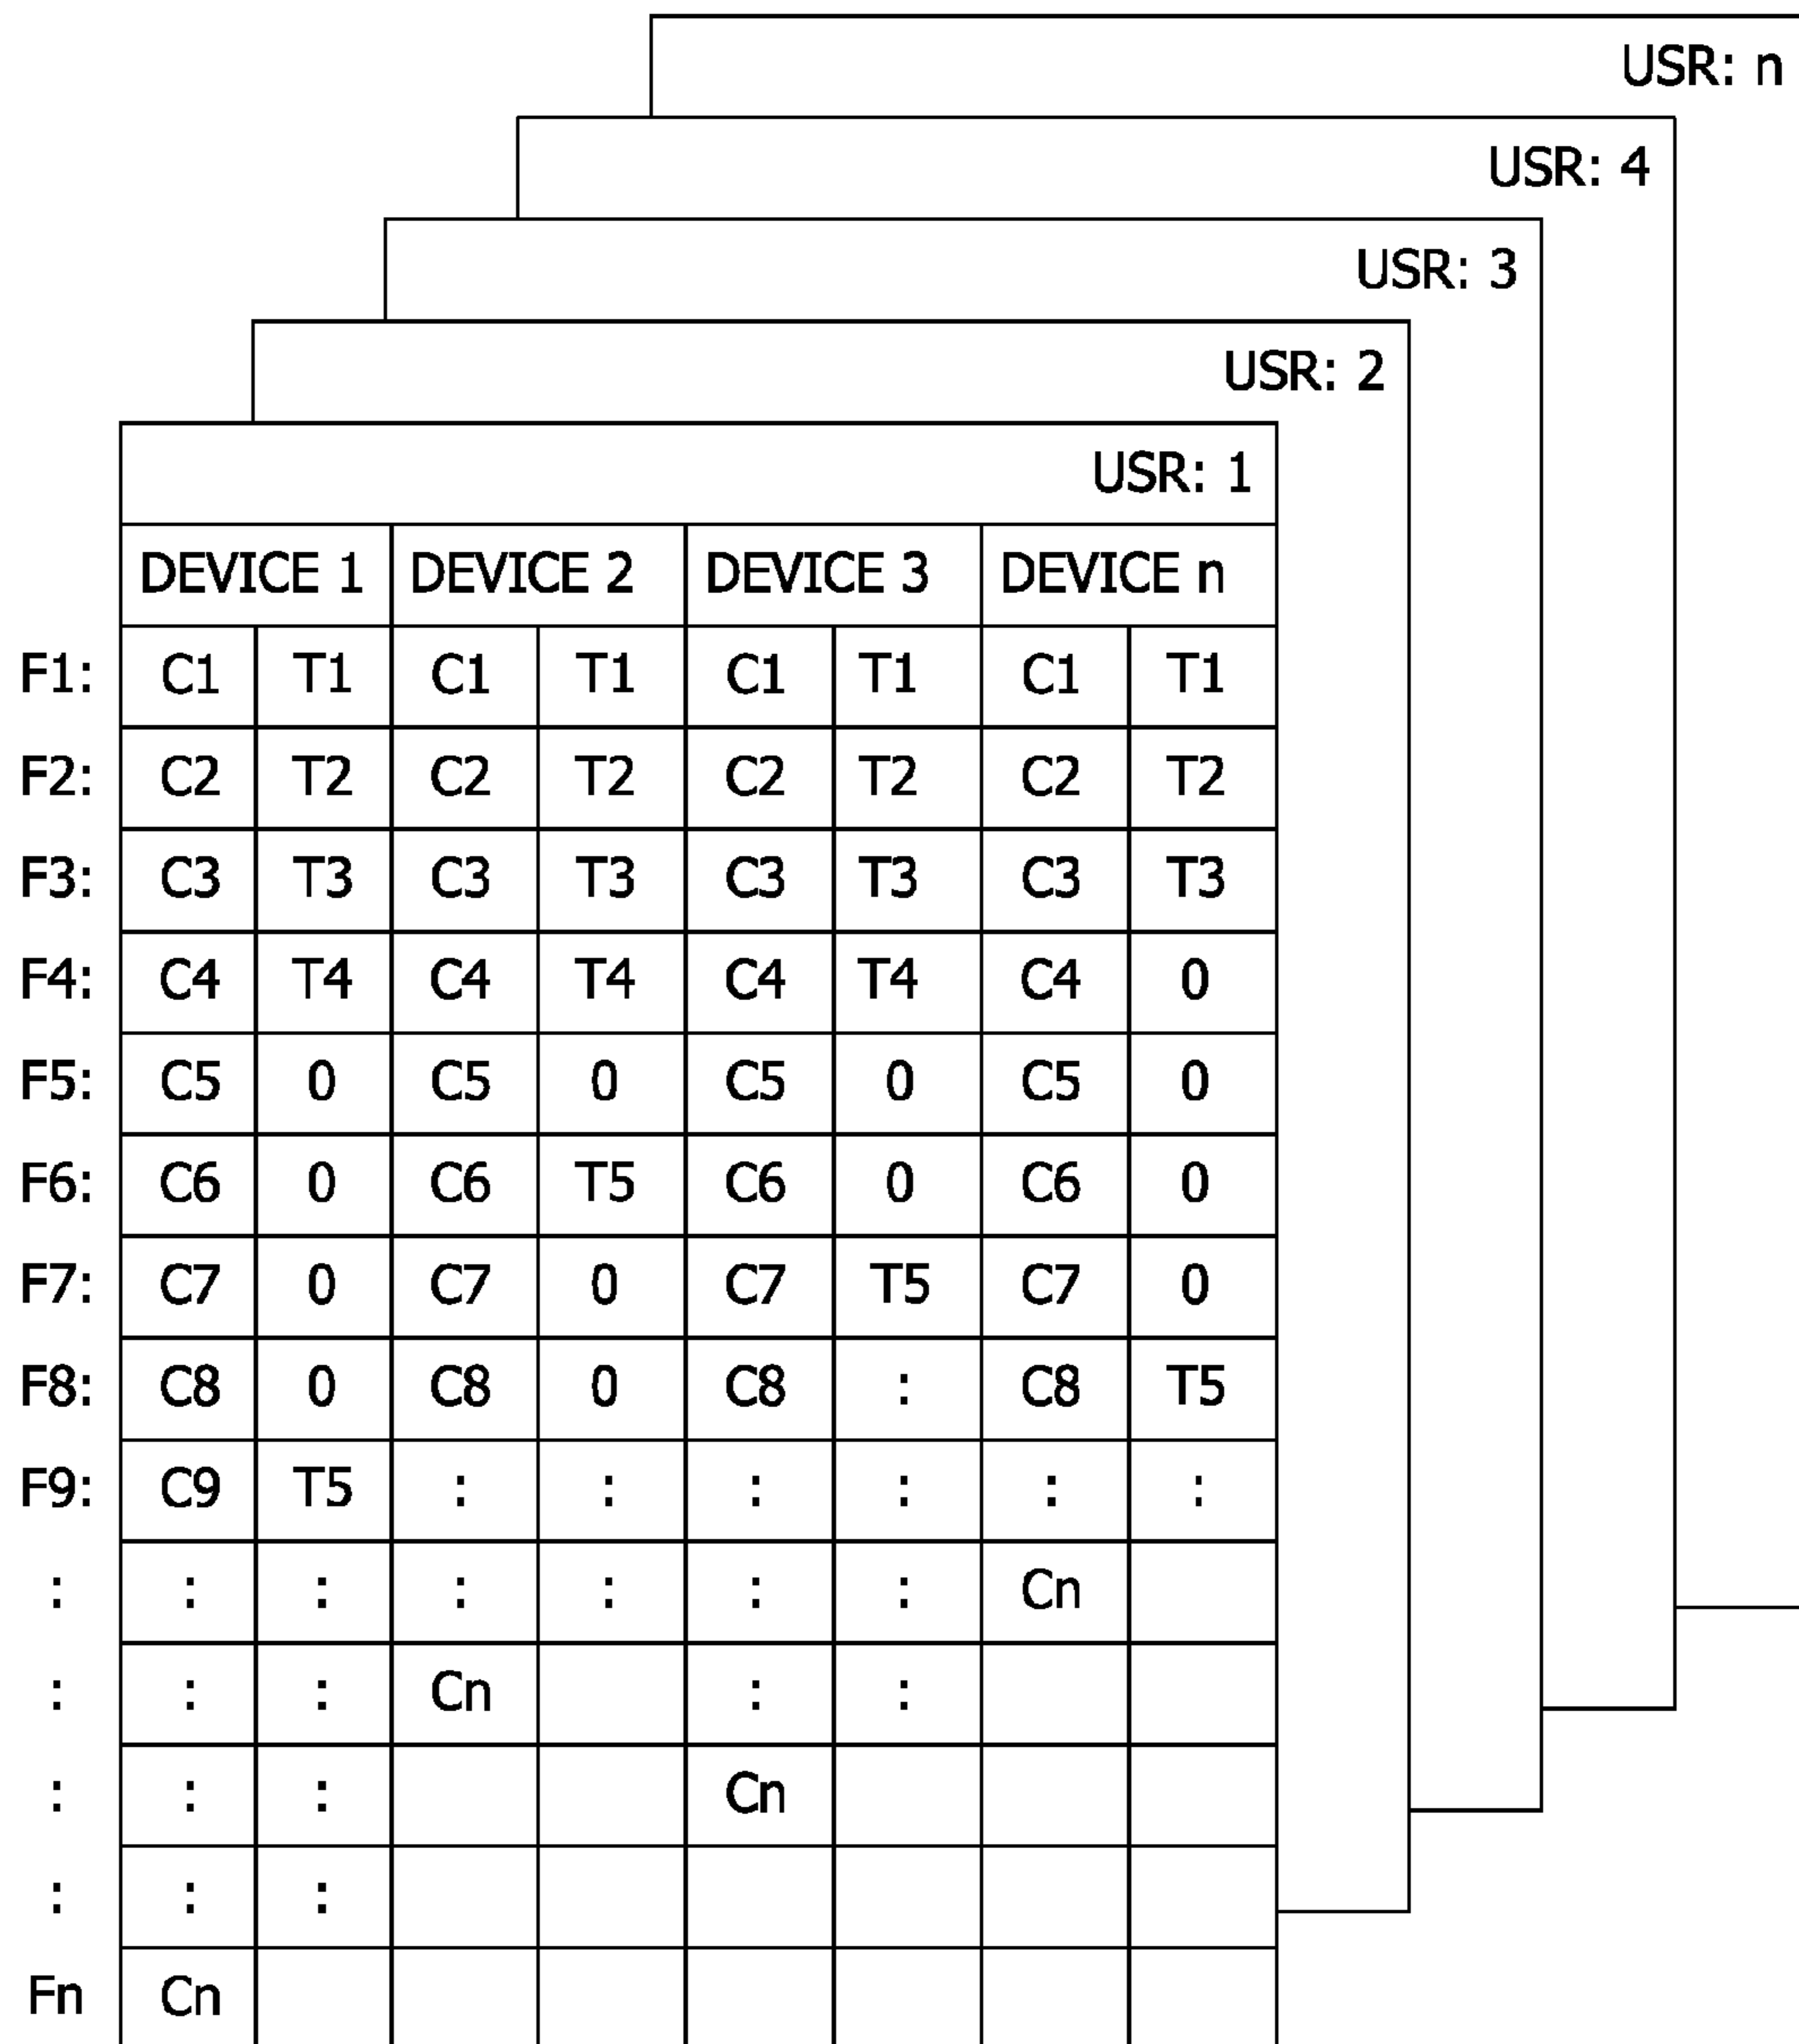 USR: n
USR: 4
USR: 3
USR: 2
USR: 1
DEVICE 1 DEVICE 2 DEVICE 3 DEVICE n
F1: C1 T1 C1 T1 C1 T1 C1 T1
F2: C2 T2 C2 T2 C2 T2 C2 T2
F3: C3 T3 C3 T3 C3 T3 C3 T3
F4: C4 T4 C4 T4 C4 T4 C4 0
F5: C5 0 C5 0 C5 0 C5 0
F6: C6 0 C6 T5 C6 0 C6 0
F7: C7 0 C7 0 C7 T5 C7 0
F8: C8 0 C8 0 C8 : C8 T5
F9: C9 T5 : : : : : :
: : : : : : : Cn
: : : Cn : :
: : : Cn
: : :
Fn Cn